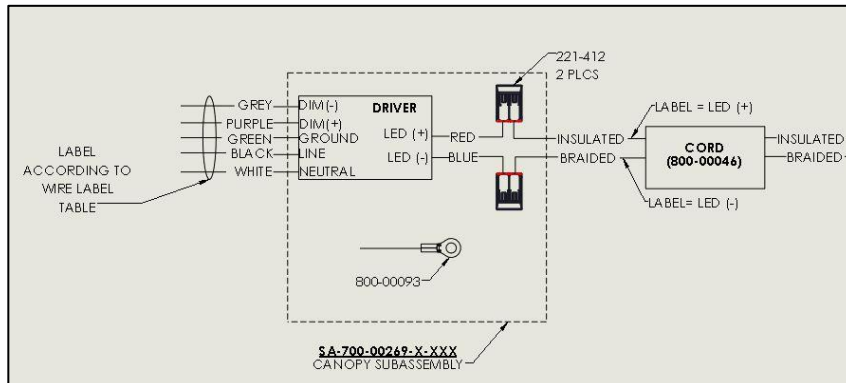 221-412
2 PLCS
GREY
DIM(-)
DRIVER
LABEL = LED (+)
PURPLE
DIM(+)
GREEN
GROUND
LED (+)
RED
INSULATED
INSULATED
LABEL
ACCORDING TO
WIRE LABEL
TABLE
BLACK
LINE
LED (-)
BLUE
BRAIDED
CORD
(800-00046)
BRAIDED
WHITE
NEUTRAL
LABEL= LED (-)
800-00093
SA-700-00269-X-XXX
CANOPY SUBASSEMBLY